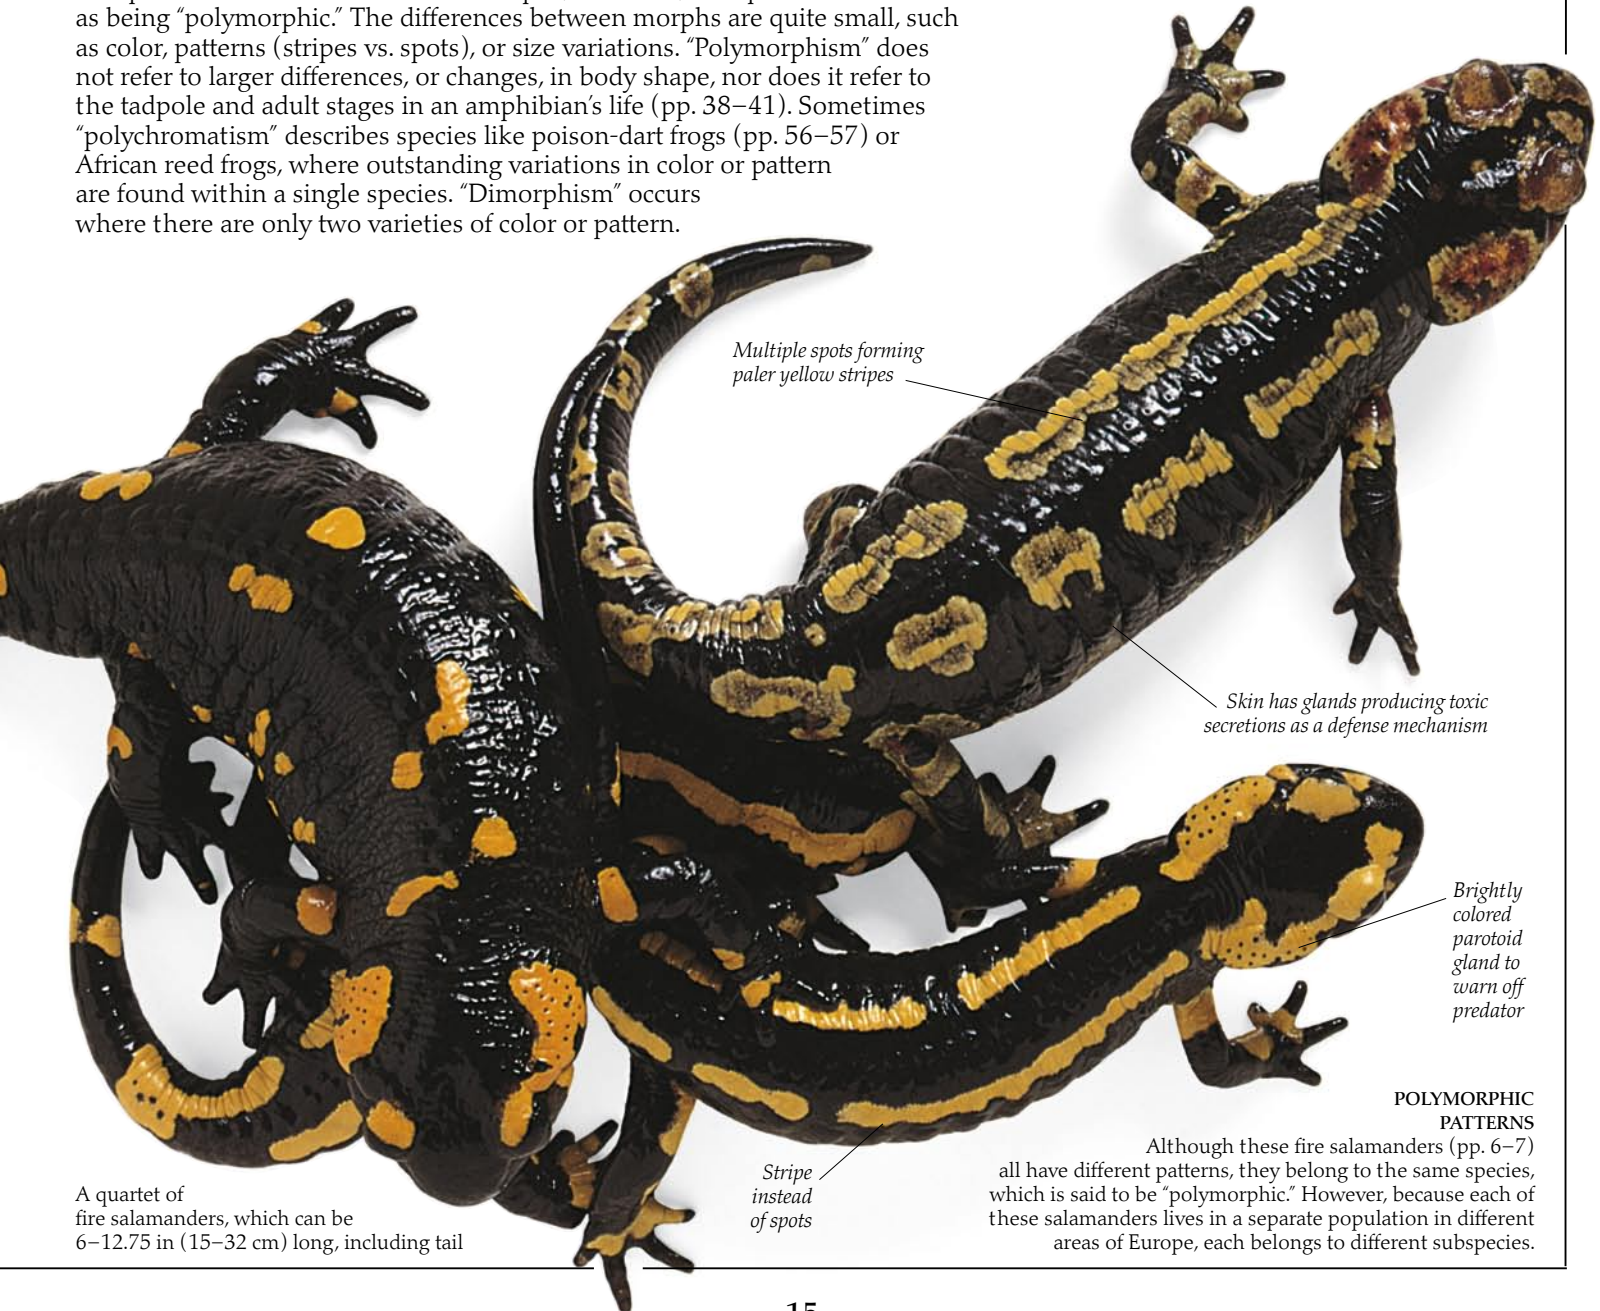 as being “polymorphic.” The differences between morphs are quite small, such
as color, patterns (stripes vs. spots), or size variations. “Polymorphism” does
not refer to larger differences, or changes, in body shape, nor does it refer to
the tadpole and adult stages in an amphibian’s life (pp. 38–41). Sometimes
“polychromatism” describes species like poison-dart frogs (pp. 56–57) or
African reed frogs, where outstanding variations in color or pattern
are found within a single species. “Dimorphism” occurs
where there are only two varieties of color or pattern.
Multiple spots forming
paler yellow stripes
Skin has glands producing toxic
secretions as a defense mechanism
Brightly
colored
parotoid
gland to
warn off
predator
Stripe
instead
of spots
A quartet of
fire salamanders, which can be
6–12.75 in (15–32 cm) long, including tail
POLYMORPHIC
PATTERNS
Although these fire salamanders (pp. 6–7)
all have different patterns, they belong to the same species,
which is said to be “polymorphic.” However, because each of
these salamanders lives in a separate population in different
areas of Europe, each belongs to different subspecies.
15